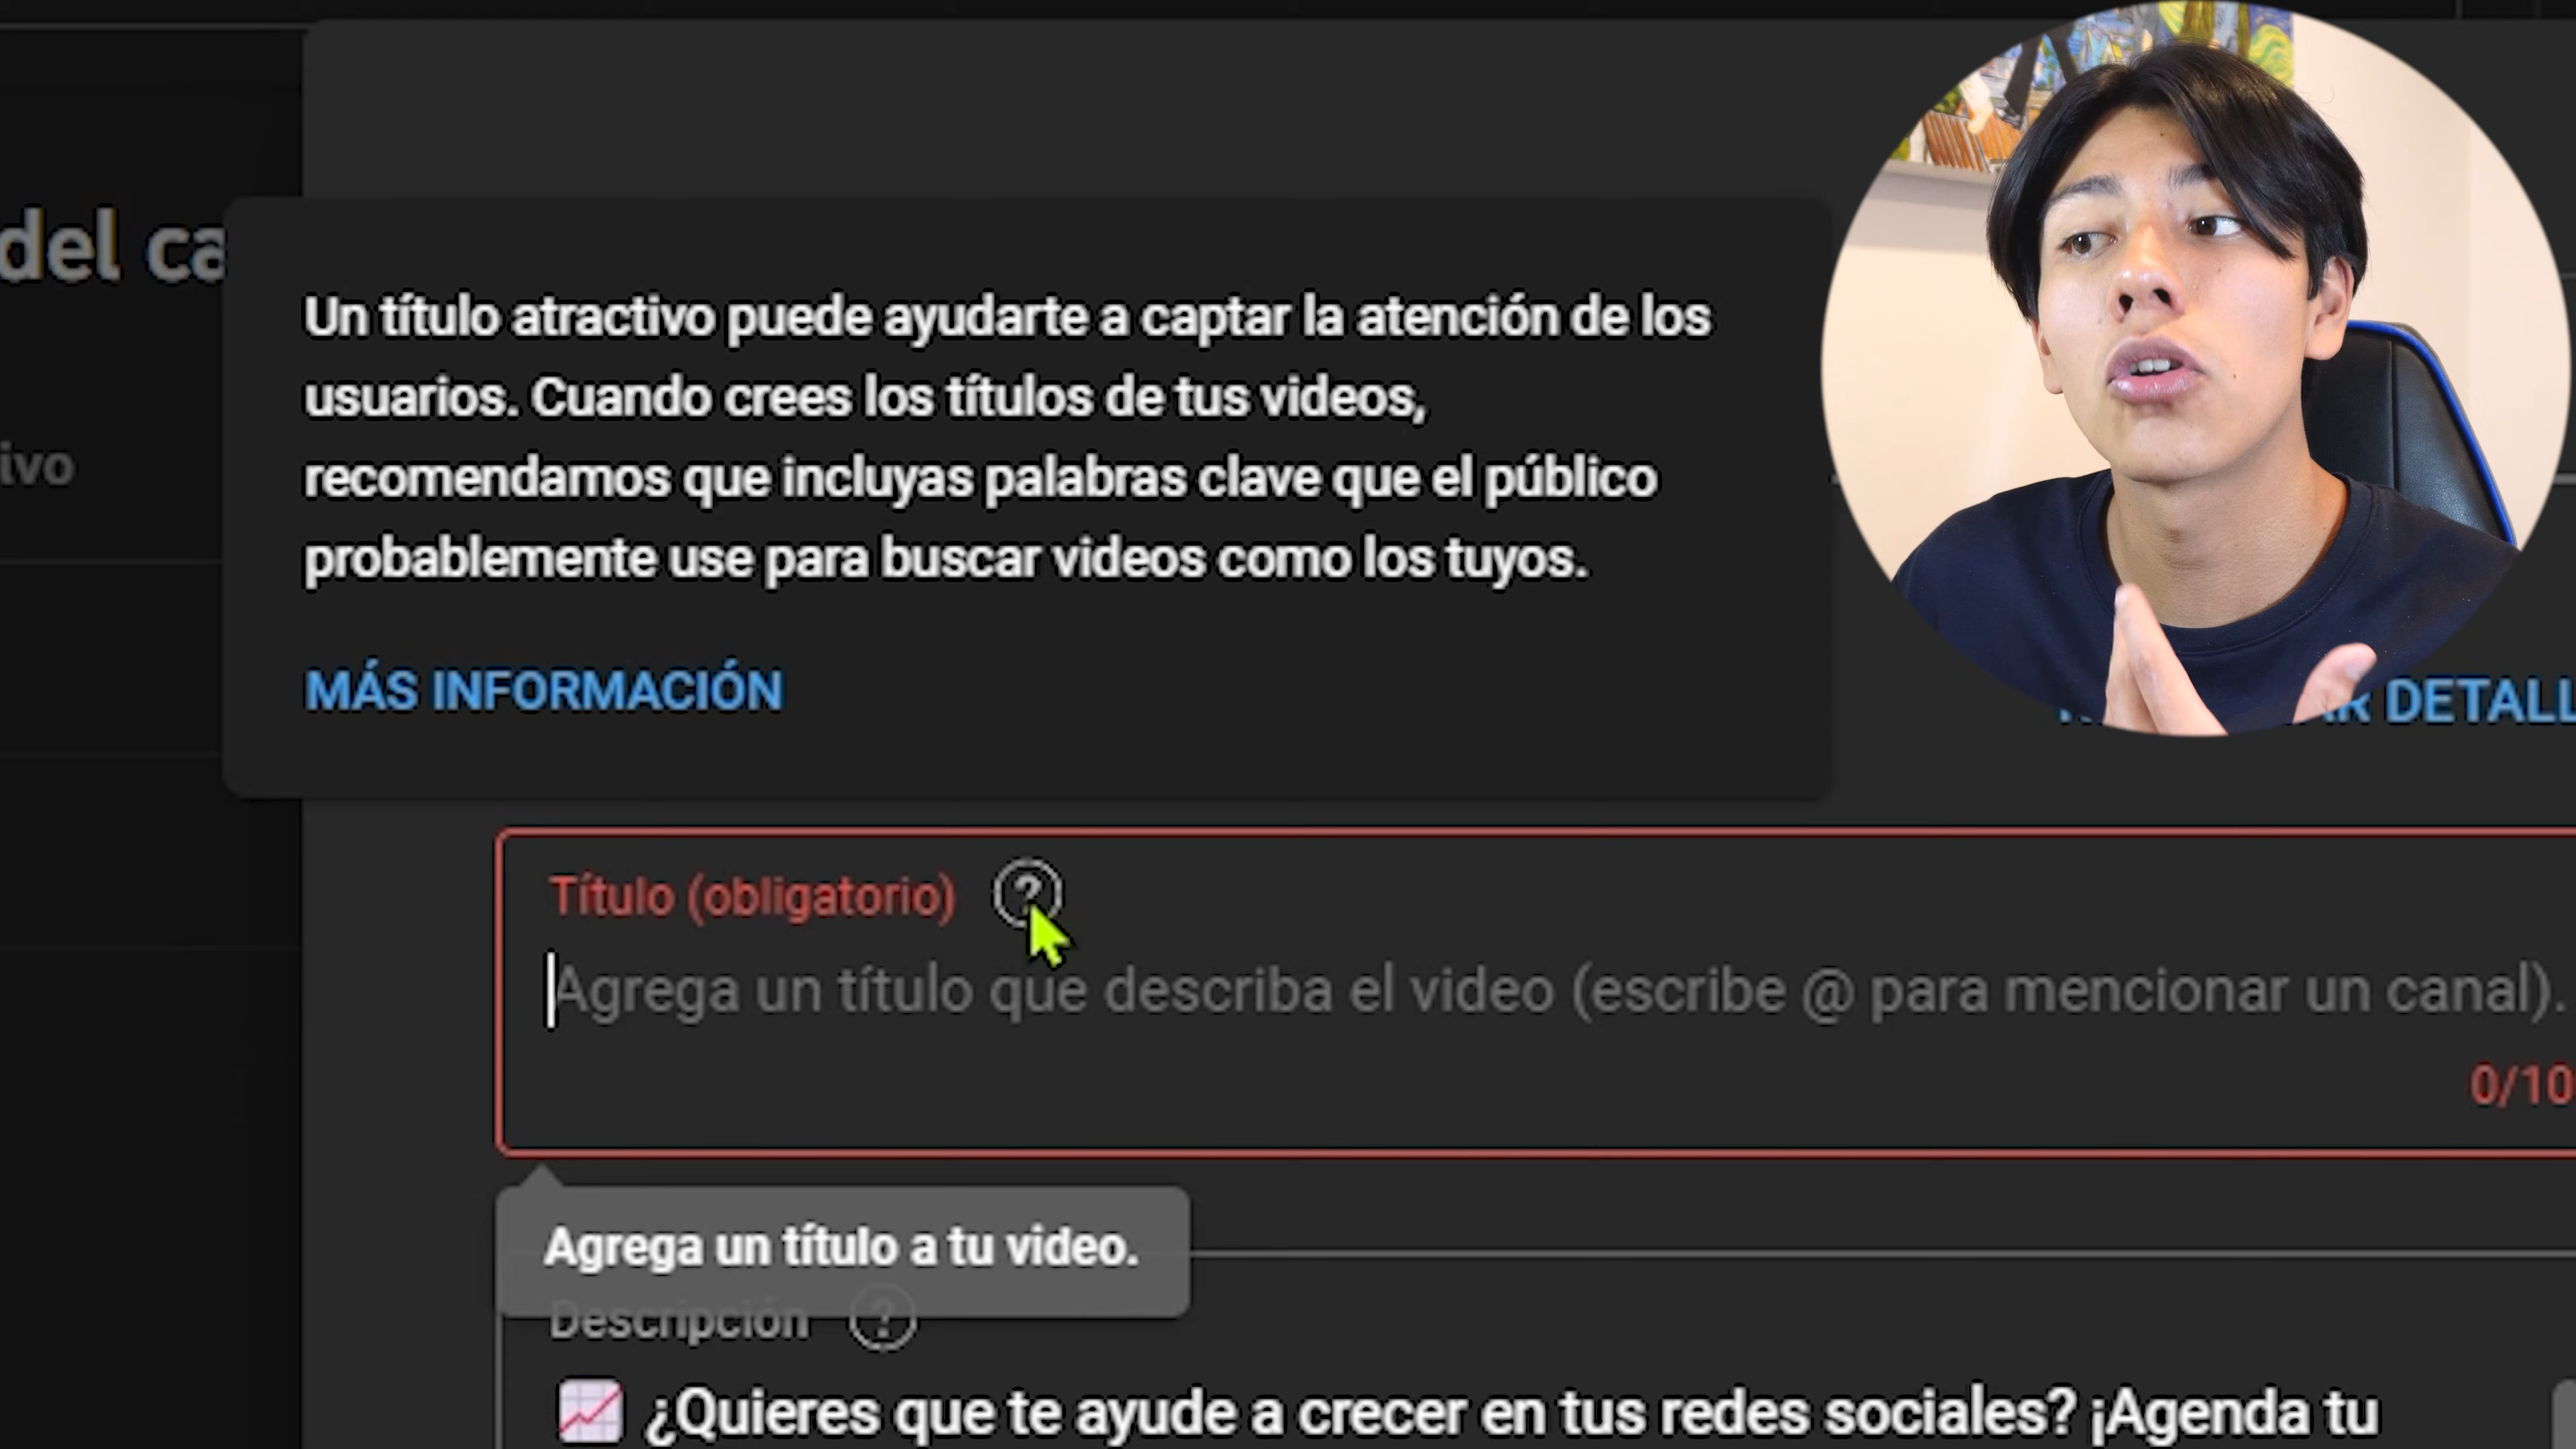 del ca
Un título atractivo puede ayudarte a captar la atención de los
usuarios. Cuando crees los títulos de tus videos,
recomendamos que incluyas palabras clave que el público
probablemente use para buscar videos como los tuyos.
ivo
MÁS INFORMACIÓN
AR DETALL
Título (obligatorio) ?
Agrega un título que describa el video (escribe @ para mencionar un canal).
0/10
Agrega un título a tu video.
Descripción ?
¿Quieres que te ayude a crecer en tus redes sociales? ¡Agenda tu